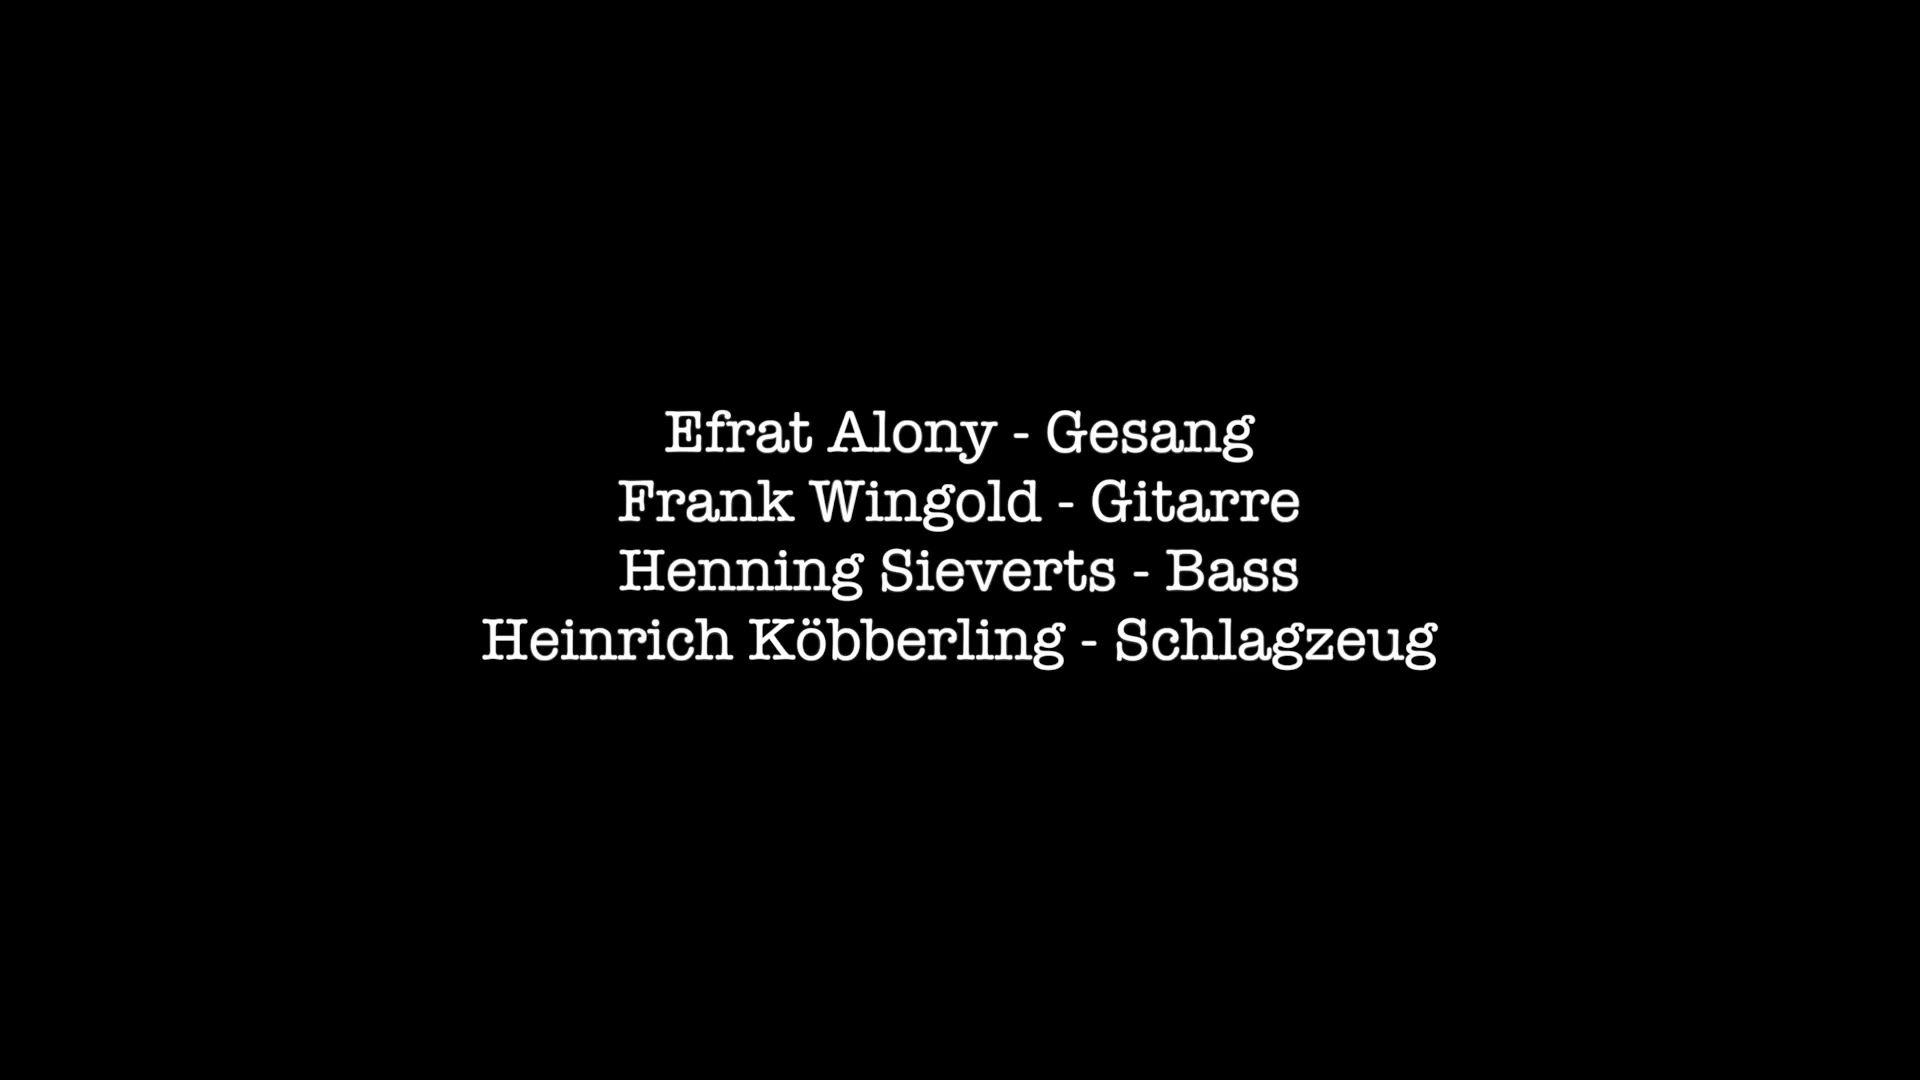 Efrat Alony - Gesang
Frank Wingold - Gitarre
Henning Sieverts - Bass
Heinrich Köbberling - Schlagzeug